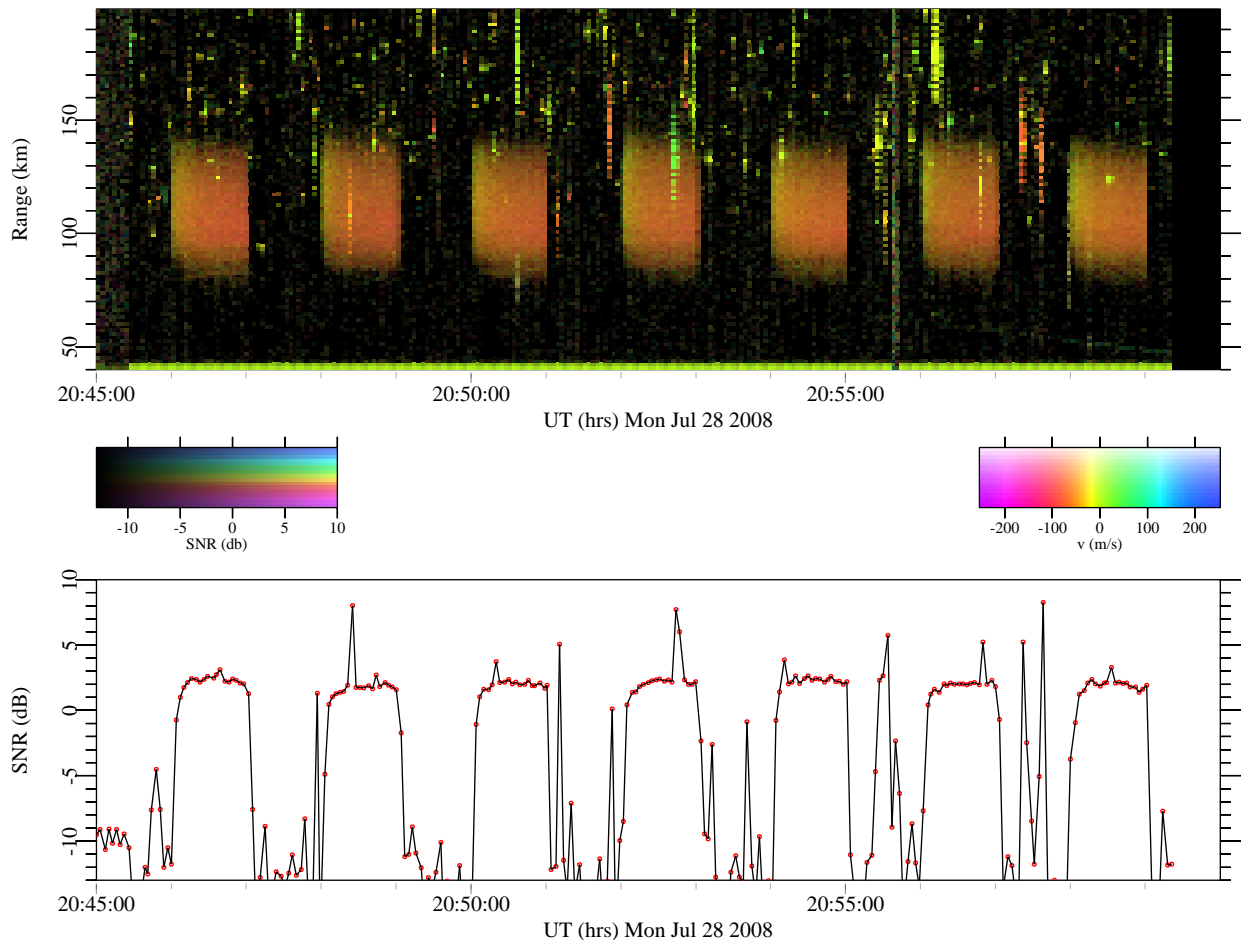 150
100
50
Range (km)
20:45:00 20:50:00 20:55:00
UT (hrs) Mon Jul 28 2008
-10 -5 0 5 10
SNR (db)
-200 -100 0 100 200
v (m/s)
10
5
0
-5
-10
SNR (dB)
20:45:00 20:50:00 20:55:00
UT (hrs) Mon Jul 28 2008